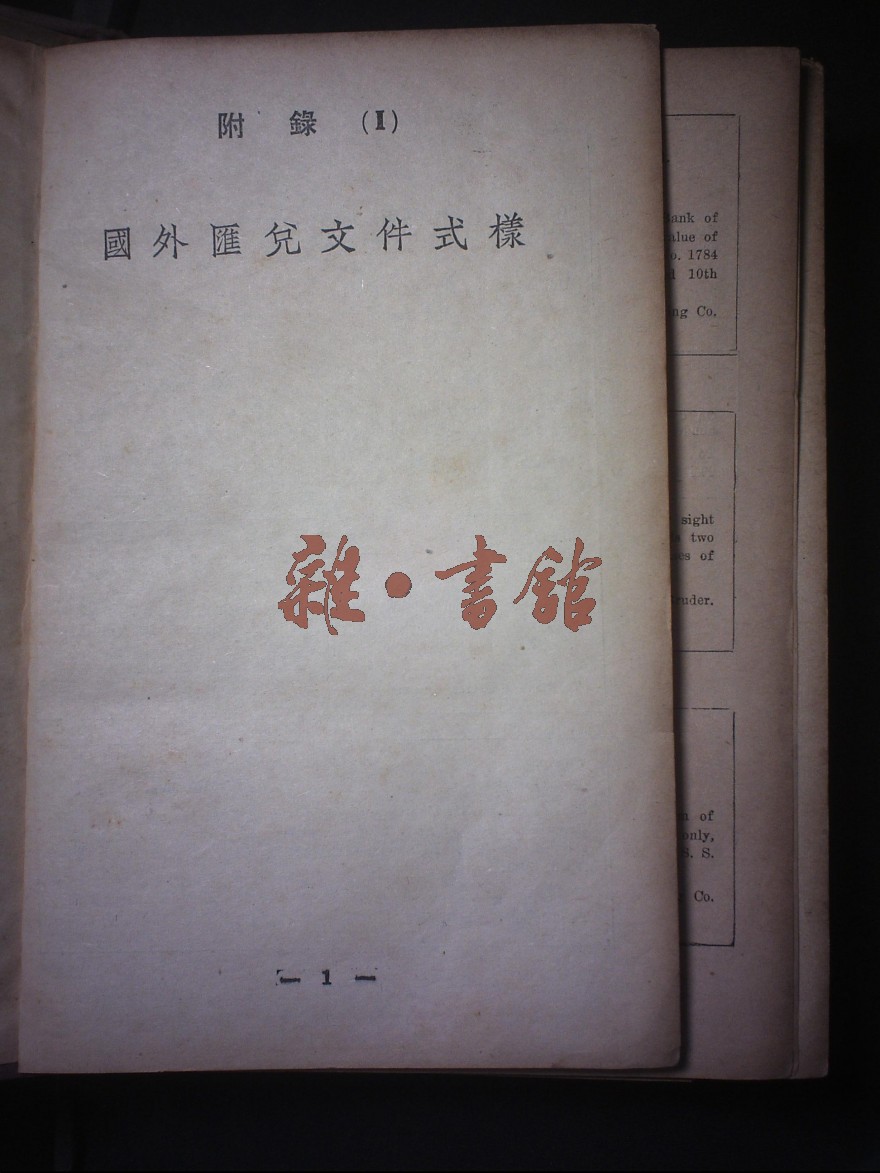 附 錄 (I)
國外匯兌文件式樣
雜·書館
— 1 —
ank of
alue of
o. 1784
10th
ng Co.
sight
two
es of
ruder.
of
only,
S. S.
Co.